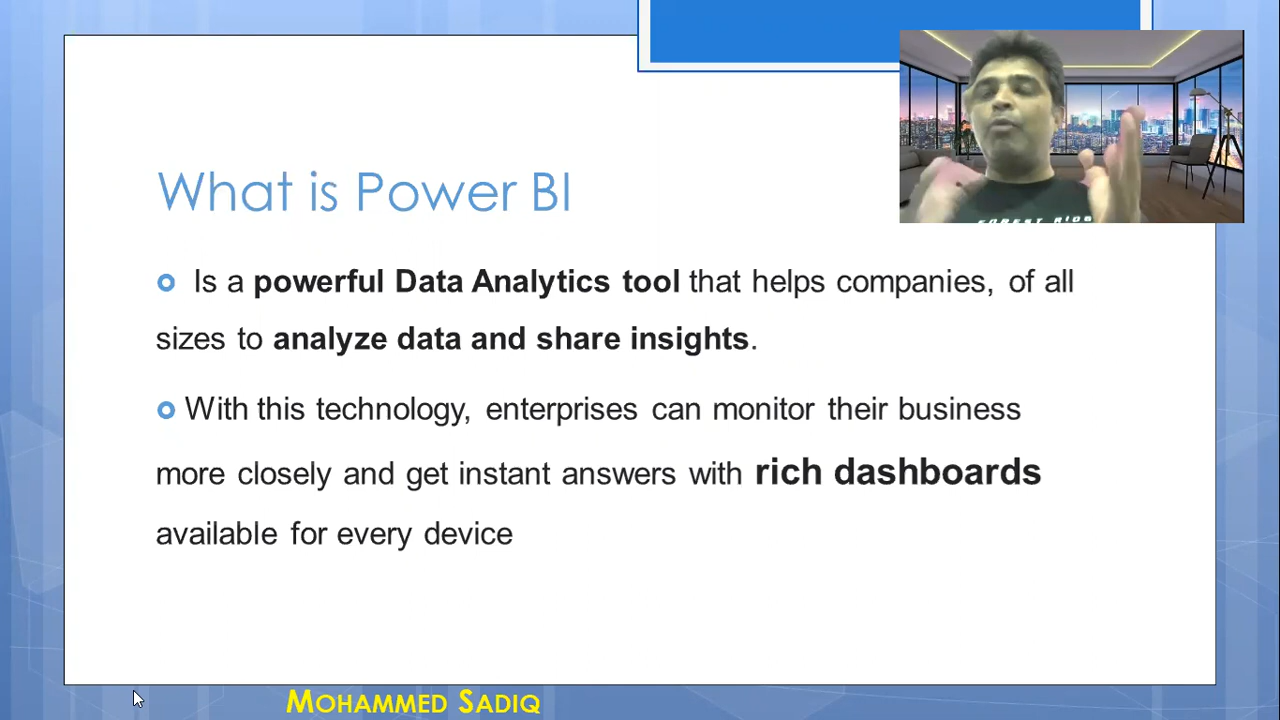 What is Power BI
Is a powerful Data Analytics tool that helps companies, of all
sizes to analyze data and share insights.
With this technology, enterprises can monitor their business
more closely and get instant answers with rich dashboards
available for every device
MOHAMMED SADIQ